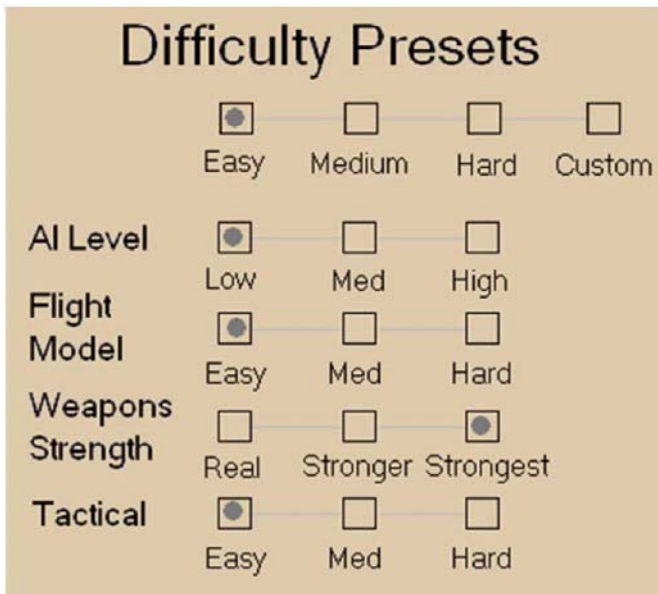 Difficulty Presets
Easy Medium Hard Custom
AI Level
Low Med High
Flight
Model
Easy Med Hard
Weapons
Strength
Real Stronger Strongest
Tactical
Easy Med Hard